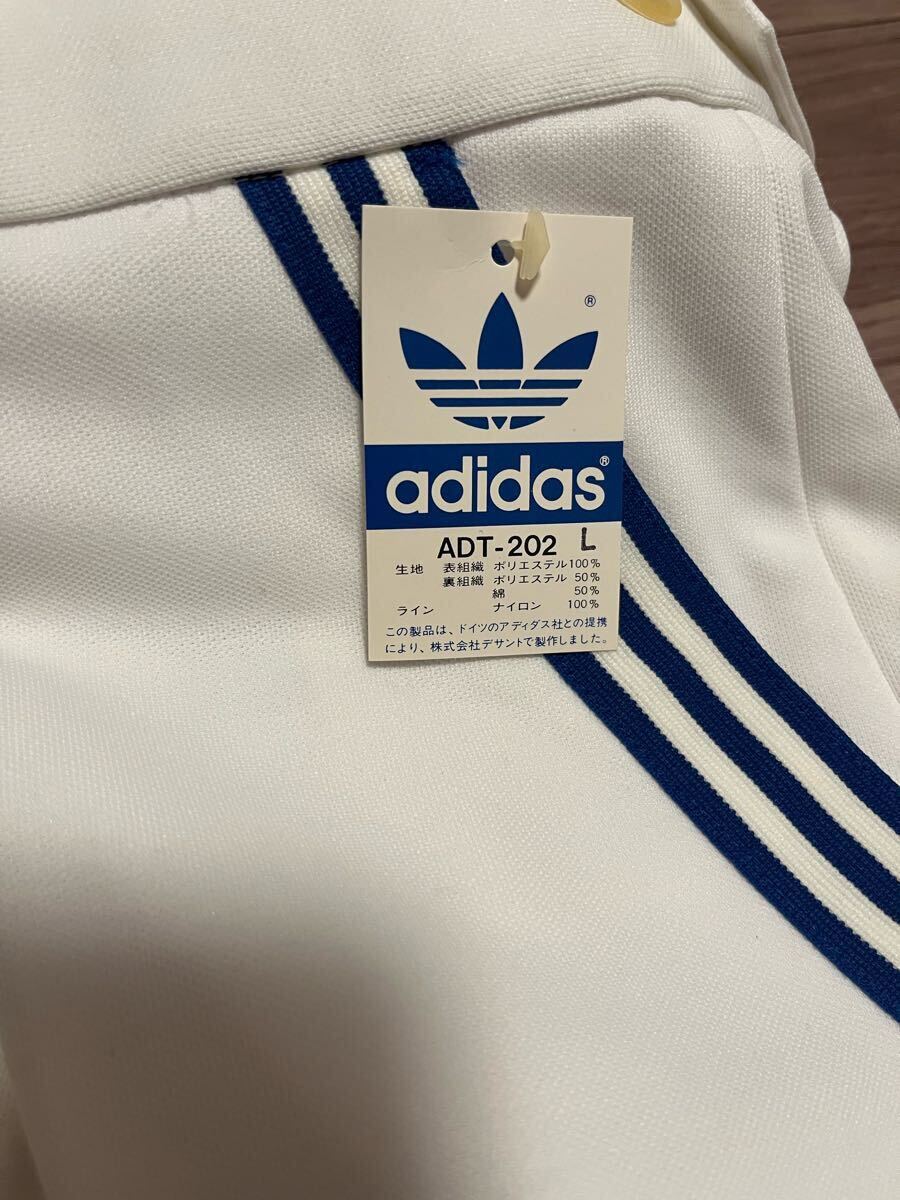 ®
adidas®
ADT-202 L
生地 表組織 ポリエステル100%
裏組織 ポリエステル 50%
綿 50%
ライン ナイロン 100%
この製品は、ドイツのアディダス社との提携
により、株式会社デサントで製作しました。